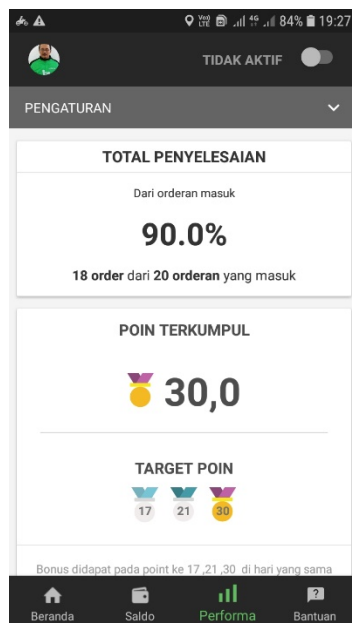 84% 19:27
TIDAK AKTIF
PENGATURAN
TOTAL PENYELESAIAN
Dari orderan masuk
90.0%
18 order dari 20 orderan yang masuk
POIN TERKUMPUL
30,0
TARGET POIN
17 21 30
Bonus didapat pada point ke 17 ,21 ,30 di hari yang sama
Beranda Saldo Performa Bantuan